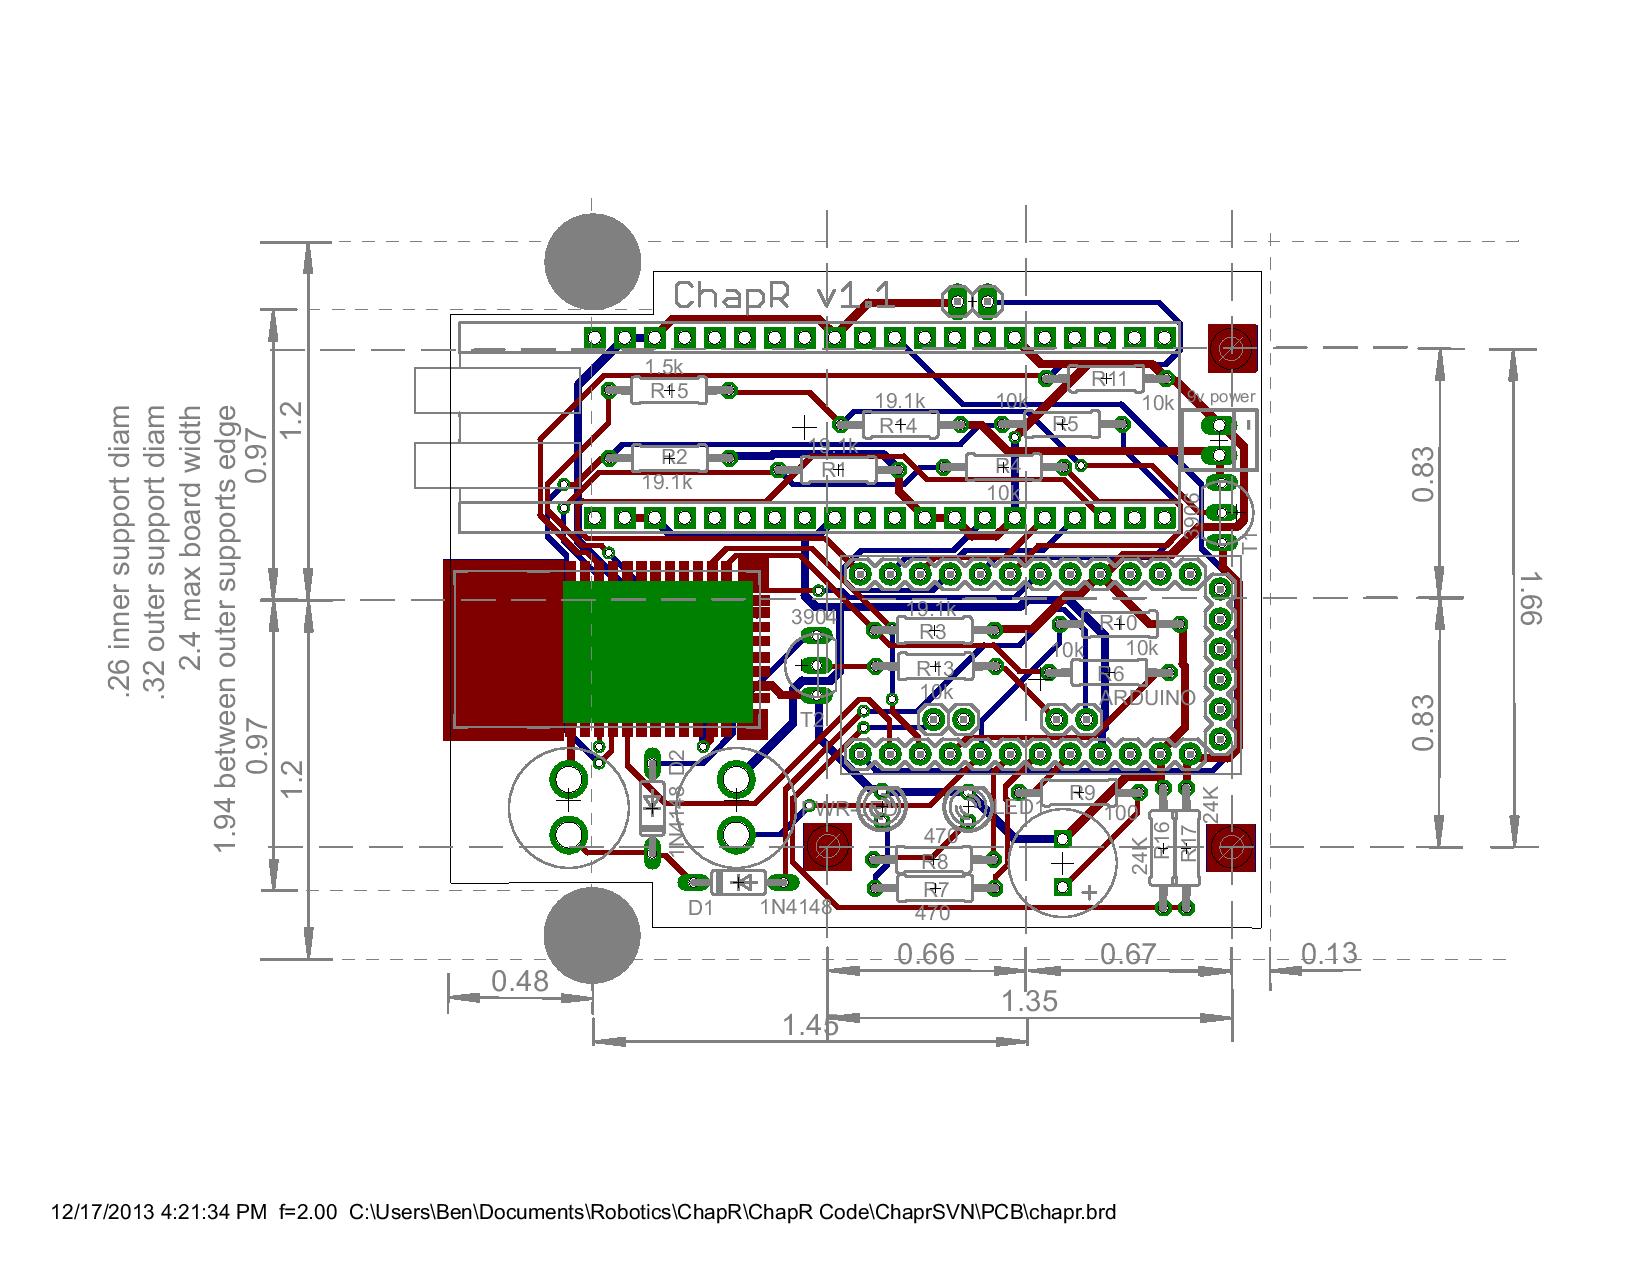 ChapR v1.1
1.5k
R15
R11
10k
9v power
-
19.1k
R14
10k
R5
R2
19.1k
19.1k
R1
R4
10k
3906
T1
3904
T2
19.1k
R3
R10
10k
10k
R13
10k
R6
ARDUINO
D2
1N4148
D1
1N4148
LED1
R9
100
470
R8
R7
470
+
24K
R16
R17
24K
.26 inner support diam
.32 outer support diam
2.4 max board width
1.94 between outer supports edge
0.97
1.2
0.97
1.2
0.83
0.83
1.66
0.48
0.66
0.67
0.13
1.35
1.45
12/17/2013 4:21:34 PM f=2.00 C:\Users\Ben\Documents\Robotics\ChapR\ChapR Code\ChaprSVN\PCB\chapr.brd